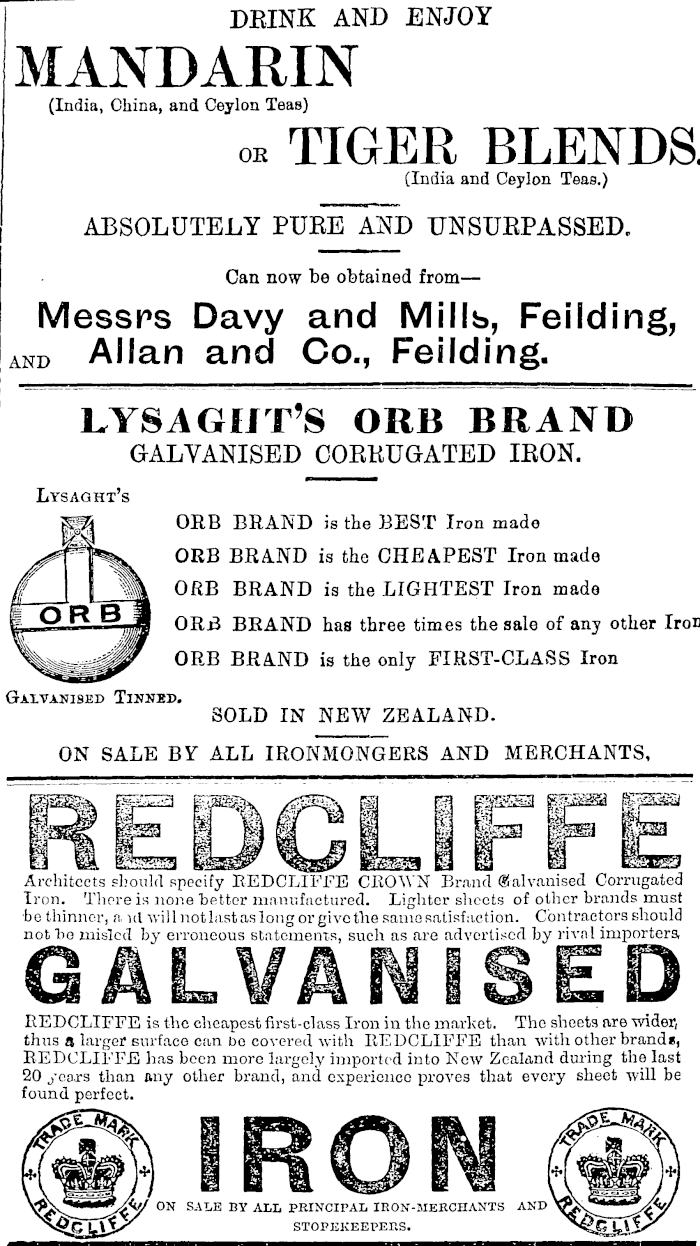 DRINK AND ENJOY
MANDARIN
(India, China, and Ceylon Teas)
OR TIGER BLENDS.
(India and Ceylon Teas.)
ABSOLUTELY PURE AND UNSURPASSED.
Can now be obtained from—
Messrs Davy and Mills, Feilding,
AND Allan and Co., Feilding.
LYSAGHT'S ORB BRAND
GALVANISED CORRUGATED IRON.
LYSAGHT'S
ORB BRAND is the BEST Iron made
ORB BRAND is the CHEAPEST Iron made
ORB BRAND is the LIGHTEST Iron made
ORB
ORB BRAND has three times the sale of any other Iron
ORB BRAND is the only FIRST-CLASS Iron
GALVANISED TINNED.
SOLD IN NEW ZEALAND.
ON SALE BY ALL IRONMONGERS AND MERCHANTS,
REDCLIFFE
Architects should specify REDCLIFFE CROWN Brand Galvanised Corrugated
Iron. There is none better manufactured. Lighter sheets of other brands must
be thinner, and will not last as long or give the same satisfaction. Contractors should
not be misled by erroneous statements, such as are advertised by rival importers,
GALVANISED
REDCLIFFE is the cheapest first-class Iron in the market. The sheets are wider,
thus a larger surface can be covered with REDCLIFFE than with other brands,
REDCLIFFE has been more largely imported into New Zealand during the last
20 years than any other brand, and experience proves that every sheet will be
found perfect.
TRADE MARK
REDCLIFFE
IRON
TRADE MARK
REDCLIFFE
ON SALE BY ALL PRINCIPAL IRON-MERCHANTS AND
STOPEKEEPERS.